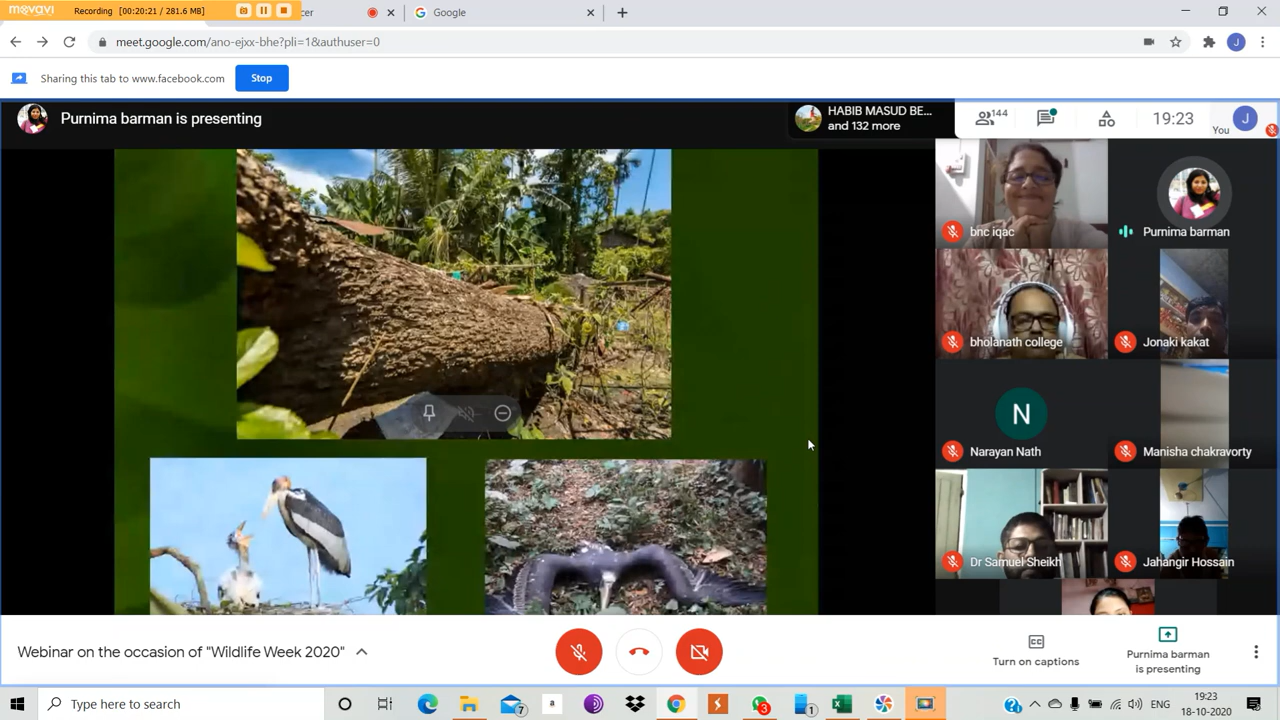 movavi Recording [00:20:21 / 281.6 MB]
cer
Google
meet.google.com/ano-ejxx-bhe?pli=1&authuser=0
J
Sharing this tab to www.facebook.com
Stop
Purnima barman is presenting
HABIB MASUD BE...
and 132 more
144
19:23
You
J
bnc iqac
Purnima barman
bholanath college
Jonaki kakat
N
Narayan Nath
Manisha chakravorty
Dr Samuel Sheikh
Jahangir Hossain
Webinar on the occasion of "Wildlife Week 2020"
Turn on captions
Purnima barman
is presenting
Type here to search
a
7
3
1
ENG
19:23
18-10-2020